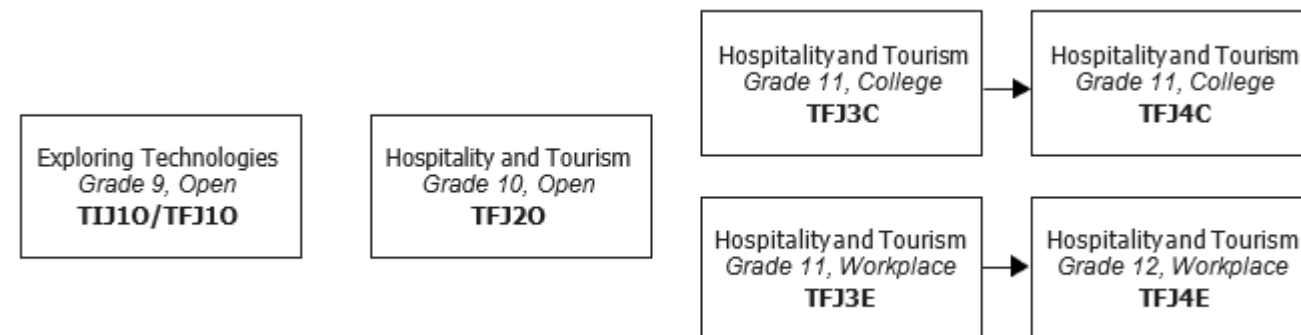 Exploring Technologies
Grade 9, Open
TIJ1O/TFJ1O
Hospitality and Tourism
Grade 10, Open
TFJ2O
Hospitality and Tourism
Grade 11, College
TFJ3C
Hospitality and Tourism
Grade 11, College
TFJ4C
Hospitality and Tourism
Grade 11, Workplace
TFJ3E
Hospitality and Tourism
Grade 12, Workplace
TFJ4E